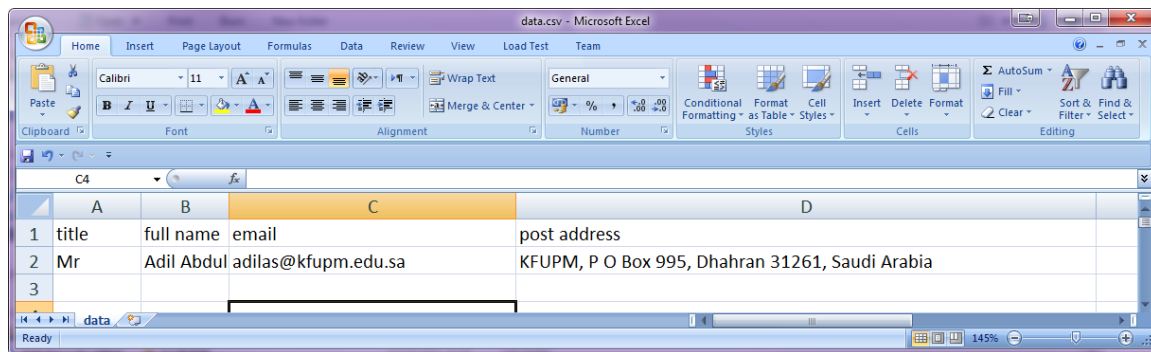 data.csv - Microsoft Excel
Home Insert Page Layout Formulas Data Review View Load Test Team
Paste
Clipboard
Calibri 11 A A
B I U A
Font
Wrap Text
Merge & Center
Alignment
General
% ,
Number
Conditional Formatting
Format as Table
Cell Styles
Styles
Insert Delete Format
Cells
Σ AutoSum
Fill
Clear
Sort & Filter
Find & Select
Editing
C4 fx
A B C D
1 title full name email post address
2 Mr Adil Abdul adilas@kfupm.edu.sa KFUPM, P O Box 995, Dhahran 31261, Saudi Arabia
3
data
Ready 145%